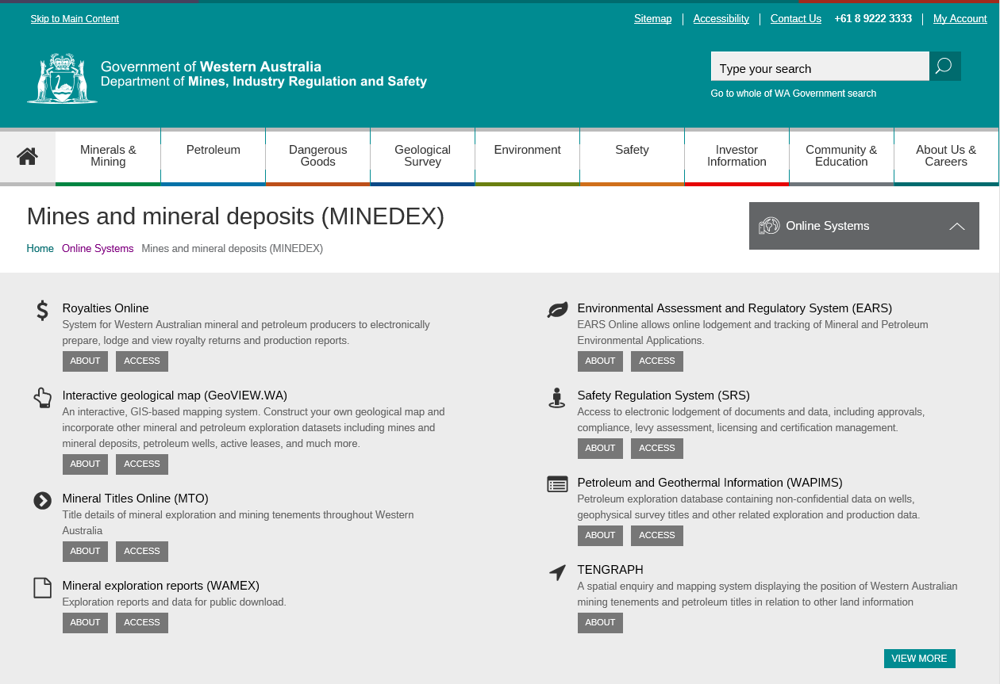 Skip to Main Content
Sitemap
Accessibility
Contact Us
+61 8 9222 3333
My Account
Government of Western Australia
Department of Mines, Industry Regulation and Safety
Type your search
Go to whole of WA Government search
Minerals &
Mining
Petroleum
Dangerous
Goods
Geological
Survey
Environment
Safety
Investor
Information
Community &
Education
About Us &
Careers
Mines and mineral deposits (MINEDEX)
Online Systems
Home Online Systems Mines and mineral deposits (MINEDEX)
Royalties Online
System for Western Australian mineral and petroleum producers to electronically
prepare, lodge and view royalty returns and production reports.
ABOUT ACCESS
Interactive geological map (GeoVIEW.WA)
An interactive, GIS-based mapping system. Construct your own geological map and
incorporate other mineral and petroleum exploration datasets including mines and
mineral deposits, petroleum wells, active leases, and much more.
ABOUT ACCESS
Mineral Titles Online (MTO)
Title details of mineral exploration and mining tenements throughout Western
Australia
ABOUT ACCESS
Mineral exploration reports (WAMEX)
Exploration reports and data for public download.
ABOUT ACCESS
Environmental Assessment and Regulatory System (EARS)
EARS Online allows online lodgement and tracking of Mineral and Petroleum
Environmental Applications.
ABOUT ACCESS
Safety Regulation System (SRS)
Access to electronic lodgement of documents and data, including approvals,
compliance, levy assessment, licensing and certification management.
ABOUT ACCESS
Petroleum and Geothermal Information (WAPIMS)
Petroleum exploration database containing non-confidential data on wells,
geophysical survey titles and other related exploration and production data.
ABOUT ACCESS
TENGRAPH
A spatial enquiry and mapping system displaying the position of Western Australian
mining tenements and petroleum titles in relation to other land information
ABOUT
VIEW MORE